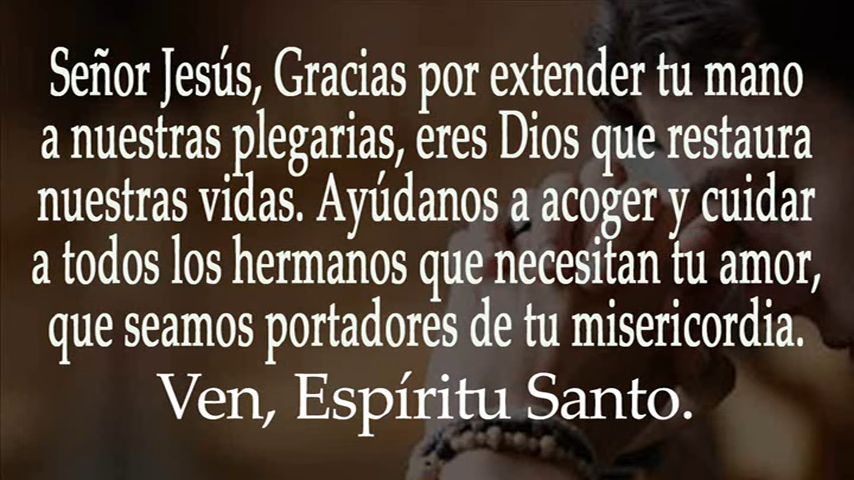 Señor Jesús, Gracias por extender tu mano
a nuestras plegarias, eres Dios que restaura
nuestras vidas. Ayúdanos a acoger y cuidar
a todos los hermanos que necesitan tu amor,
que seamos portadores de tu misericordia.
Ven, Espíritu Santo.